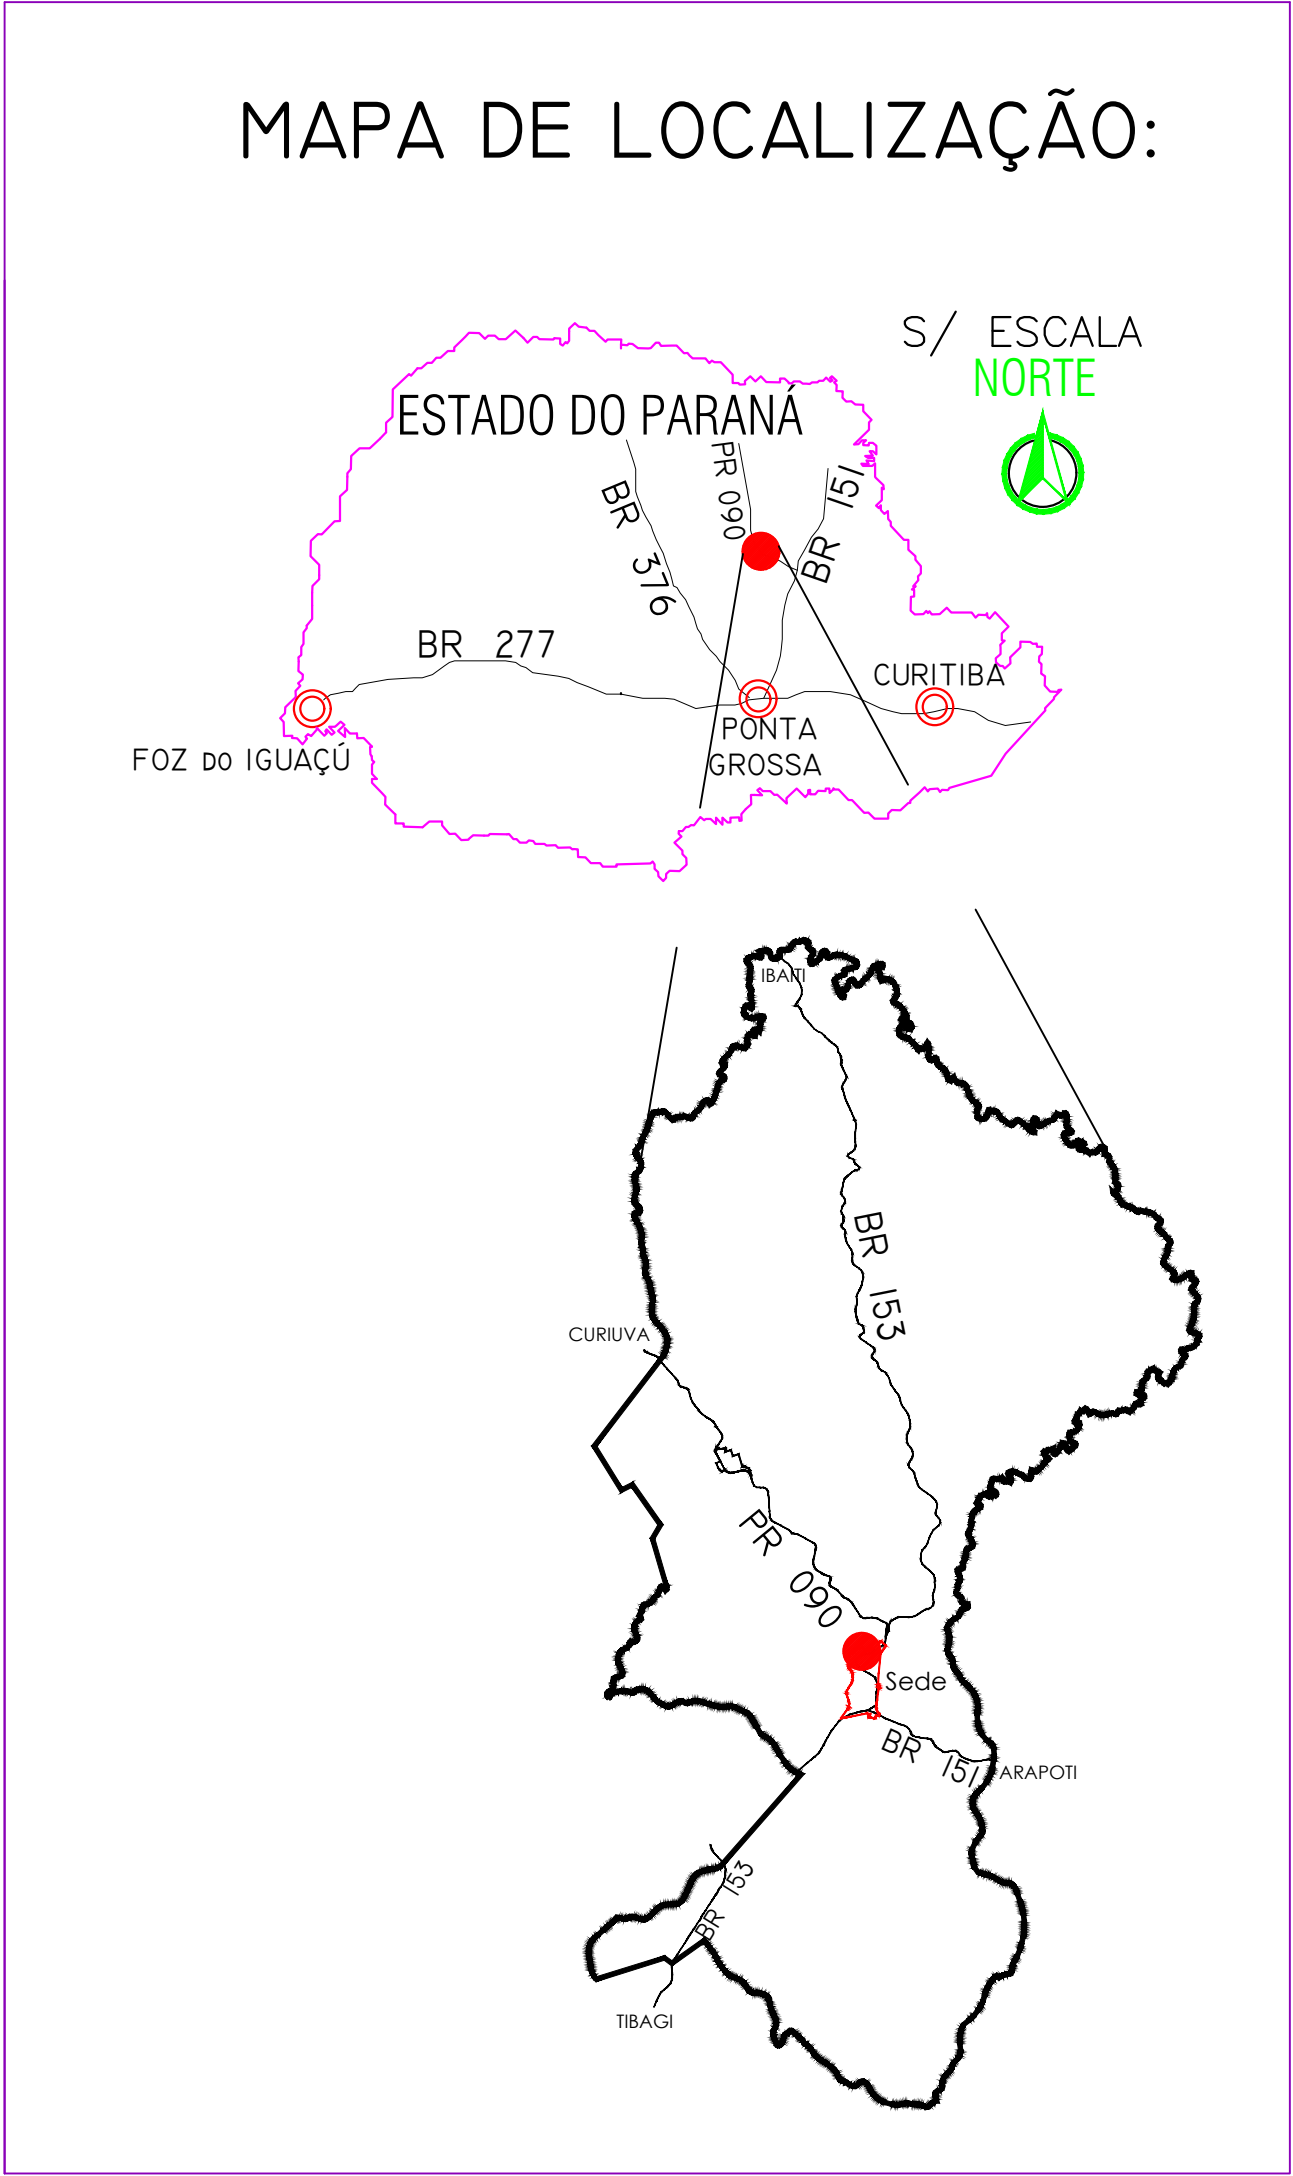 MAPA DE LOCALIZAÇÃO:
S/ ESCALA
NORTE
ESTADO DO PARANÁ
PR 090
BR 151
BR 376
BR 277
CURITIBA
PONTA
GROSSA
FOZ DO IGUAÇÚ
IBAITI
BR 153
CURIUVA
PR 090
Sede
BR 151
ARAPOTI
BR 153
TIBAGI